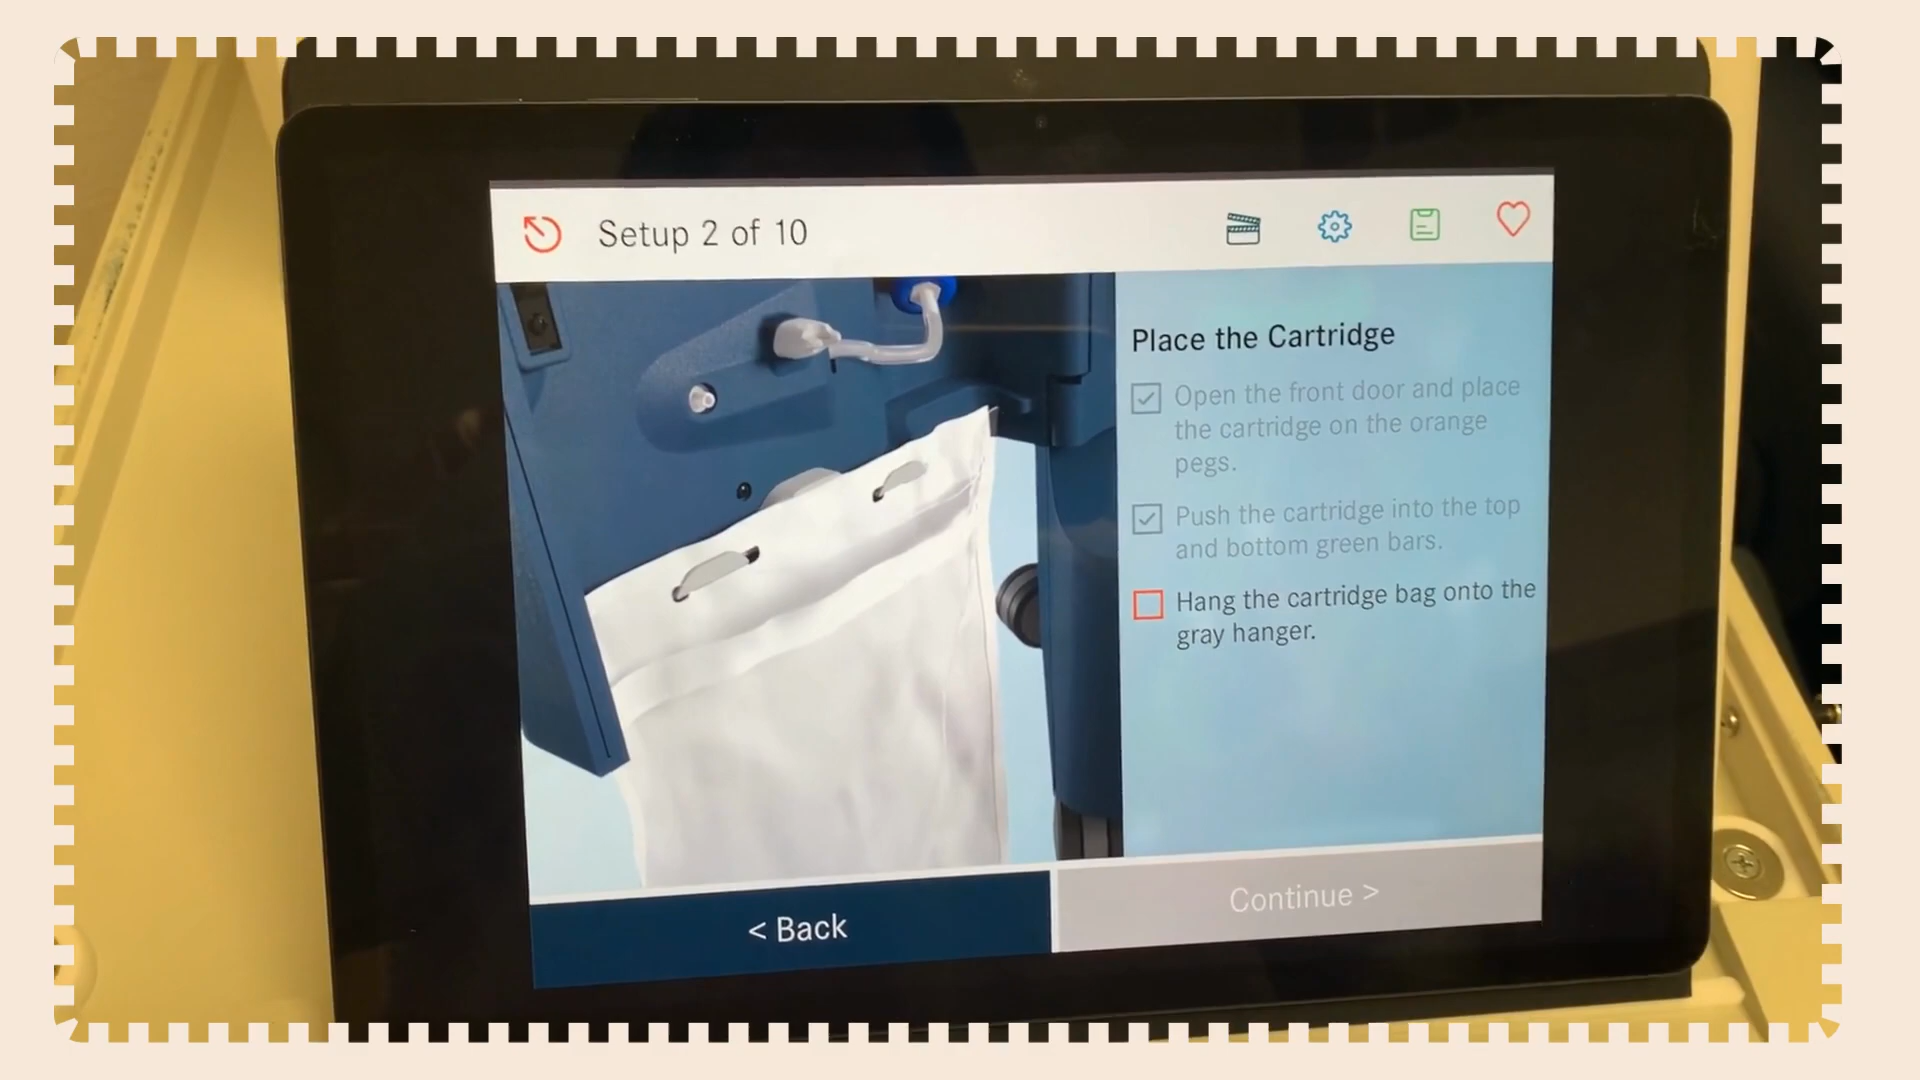 Setup 2 of 10
Place the Cartridge
Open the front door and place
the cartridge on the orange
pegs.
Push the cartridge into the top
and bottom green bars.
Hang the cartridge bag onto the
gray hanger.
< Back
Continue >